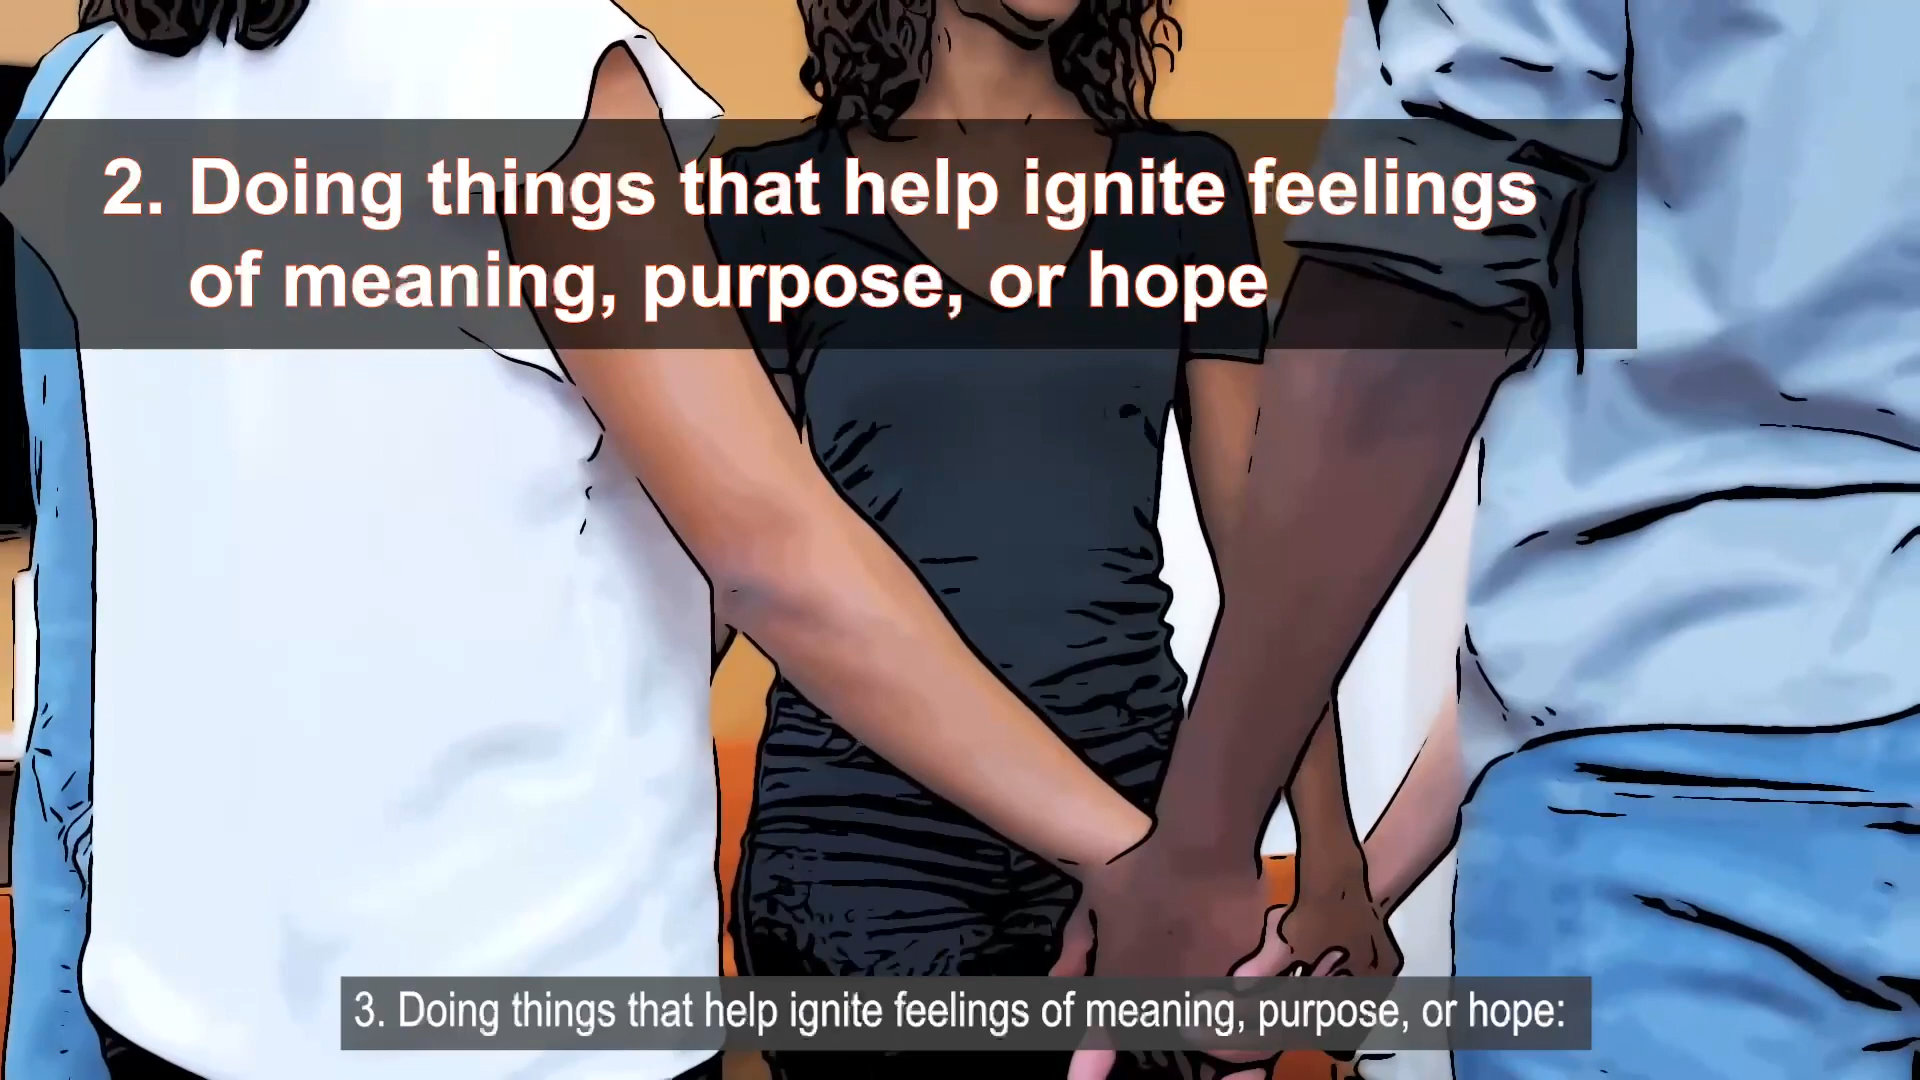 2. Doing things that help ignite feelings
of meaning, purpose, or hope
3. Doing things that help ignite feelings of meaning, purpose, or hope: